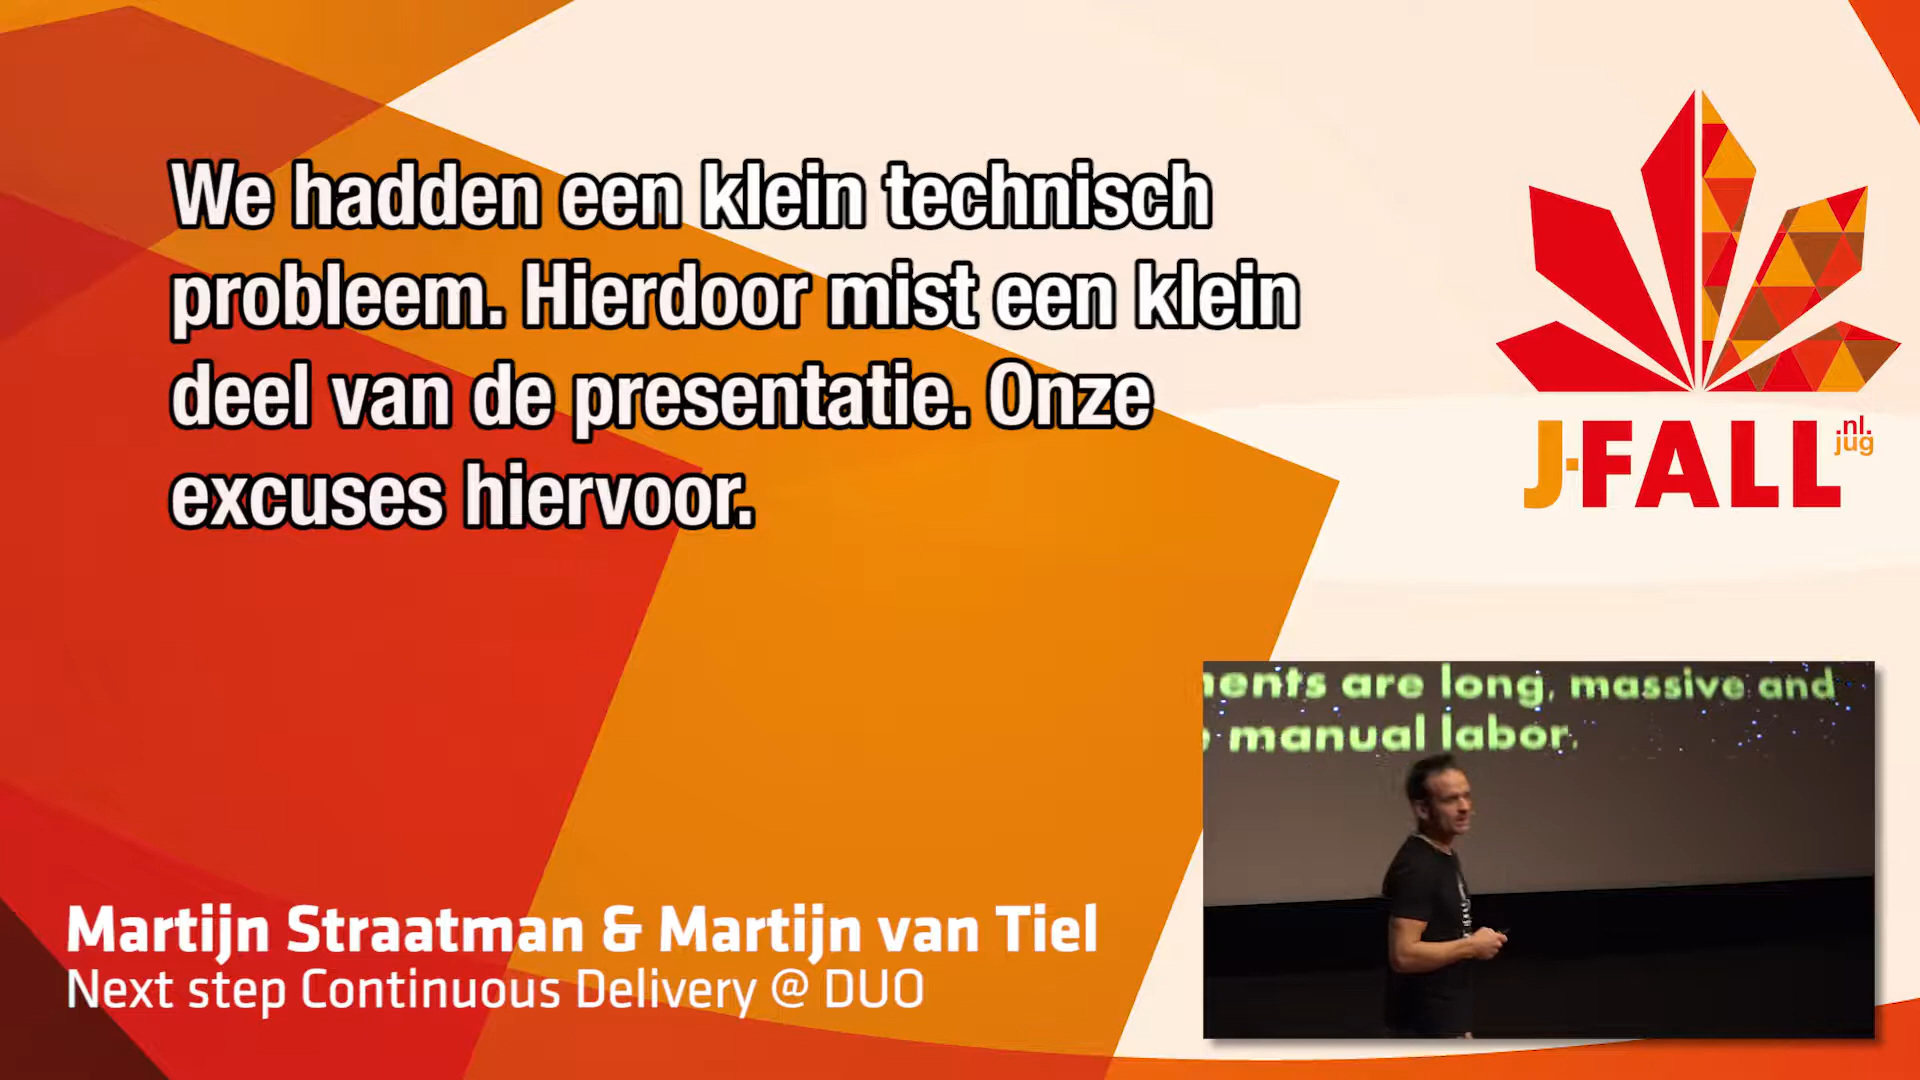 We hadden een klein technisch
probleem. Hierdoor mist een klein
deel van de presentatie. Onze
excuses hiervoor.
J-FALL
.nl.
jug
are long, massive and
manual labor.
Martijn Straatman & Martijn van Tiel
Next step Continuous Delivery @ DUO